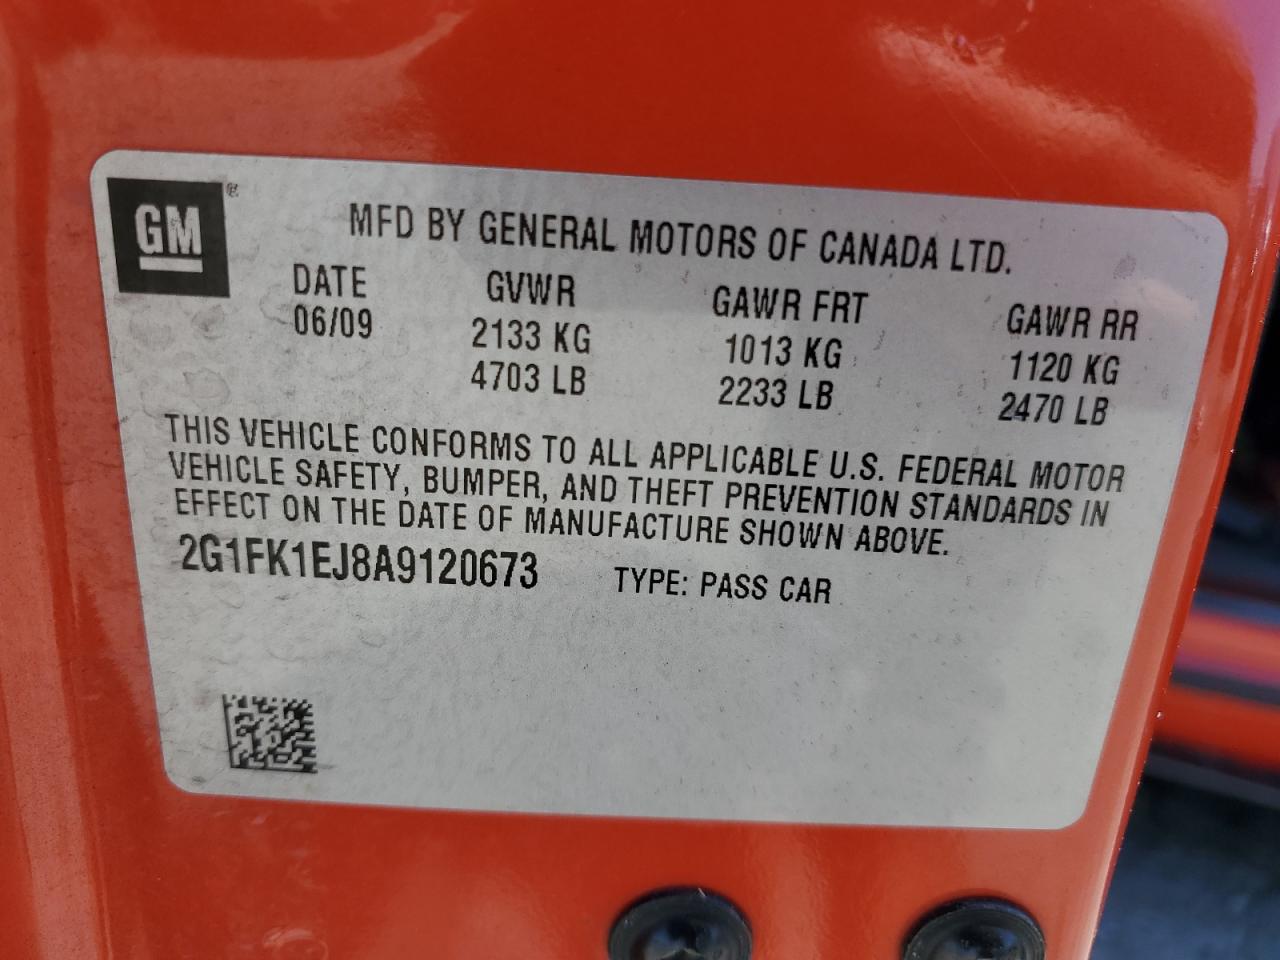 GM ®
MFD BY GENERAL MOTORS OF CANADA LTD.
DATE GVWR GAWR FRT GAWR RR
06/09 2133 KG 1013 KG 1120 KG
4703 LB 2233 LB 2470 LB
THIS VEHICLE CONFORMS TO ALL APPLICABLE U.S. FEDERAL MOTOR
VEHICLE SAFETY, BUMPER, AND THEFT PREVENTION STANDARDS IN
EFFECT ON THE DATE OF MANUFACTURE SHOWN ABOVE.
2G1FK1EJ8A9120673 TYPE: PASS CAR